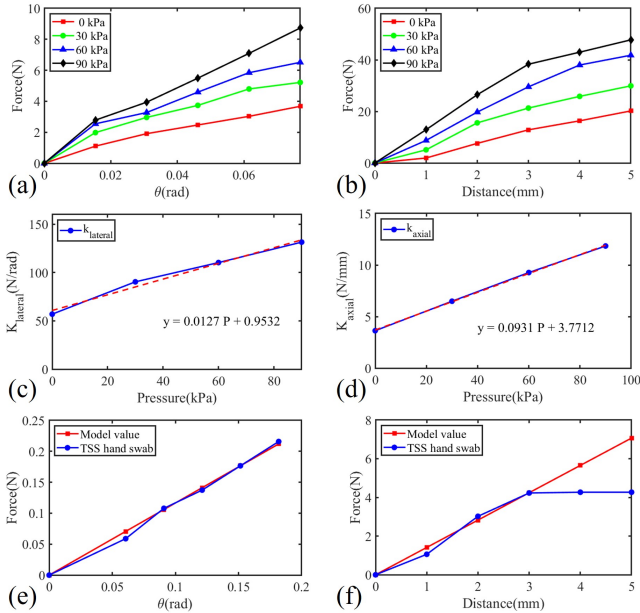 10
8
6
4
2
0
Force(N)
0 kPa
30 kPa
60 kPa
90 kPa
0.02
0.04
0.06
θ(rad)
(a)
60
40
20
0
Force(N)
0 kPa
30 kPa
60 kPa
90 kPa
0
1
2
3
4
5
Distance(mm)
(b)
150
100
50
0
K_lateral(N/rad)
k_lateral
y = 0.0127 P + 0.9532
0
20
40
60
80
Pressure(kPa)
(c)
15
10
5
0
K_axial(N/mm)
k_axial
y = 0.0931 P + 3.7712
0
20
40
60
80
100
Pressure(kPa)
(d)
0.25
0.2
0.15
0.1
0.05
0
Force(N)
Model value
TSS hand swab
0
0.05
0.1
0.15
0.2
θ(rad)
(e)
8
6
4
2
0
Force(N)
Model value
TSS hand swab
0
1
2
3
4
5
Distance(mm)
(f)